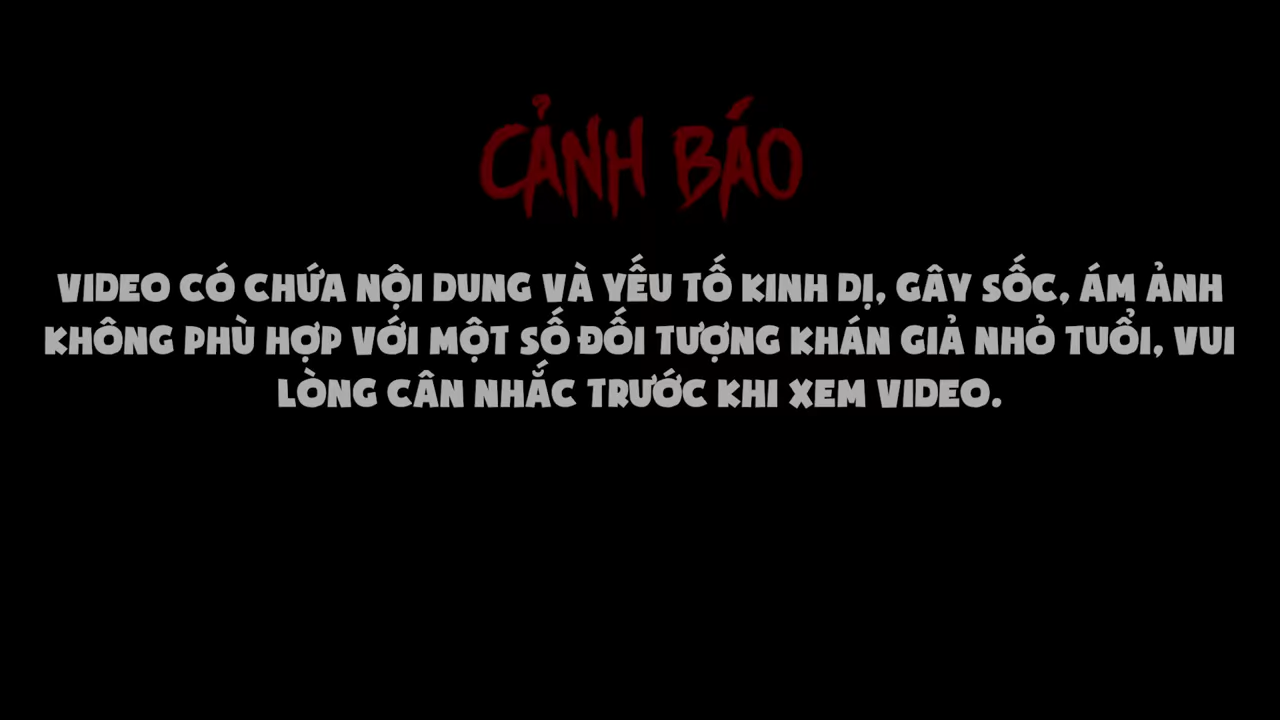 CẢNH BÁO
VIDEO CÓ CHỨA NỘI DUNG VÀ YẾU TỐ KINH DỊ, GÂY SỐC, ÁM ẢNH
KHÔNG PHÙ HỢP VỚI MỘT SỐ ĐỐI TƯỢNG KHÁN GIẢ NHỎ TUỔI, VUI
LÒNG CÂN NHẮC TRƯỚC KHI XEM VIDEO.